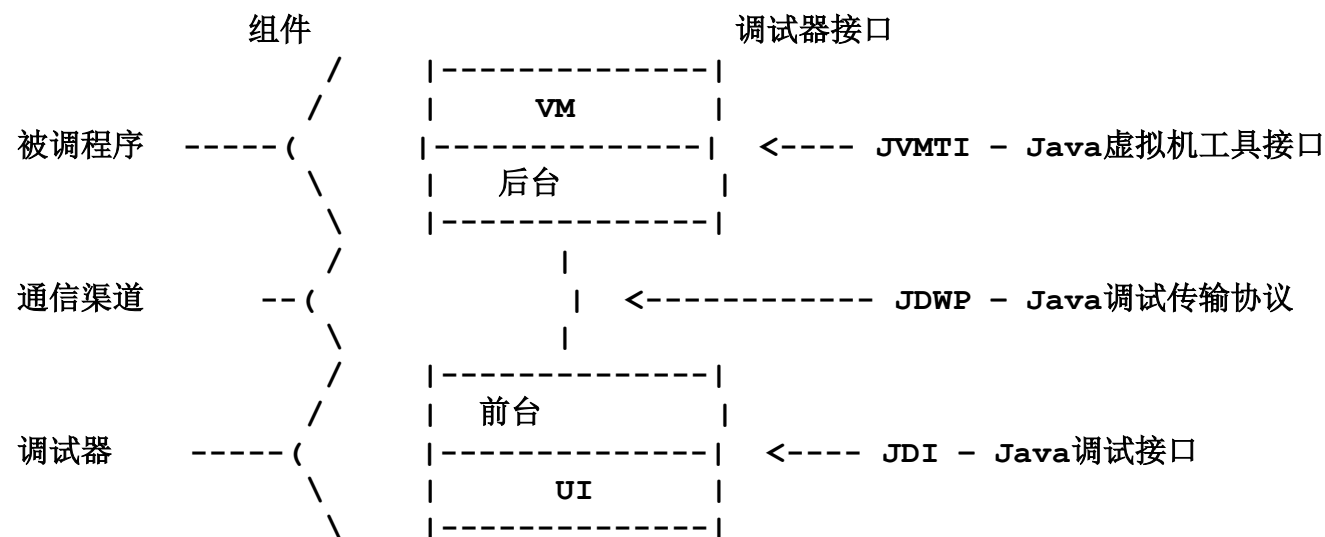 组件                                调试器接口
                /      |--------------|
               /       |      VM      |
被调程序  -----(       |--------------|  <---- JVMTI – Java虚拟机工具接口
               \       |    后台       |
                \      |--------------|
                /              |
通信渠道     --(               |  <------------ JDWP – Java调试传输协议
                \              |
                /      |--------------|
               /       |   前台        |
调试器    -----(       |--------------|  <---- JDI – Java调试接口
               \       |      UI      |
                \      |--------------|